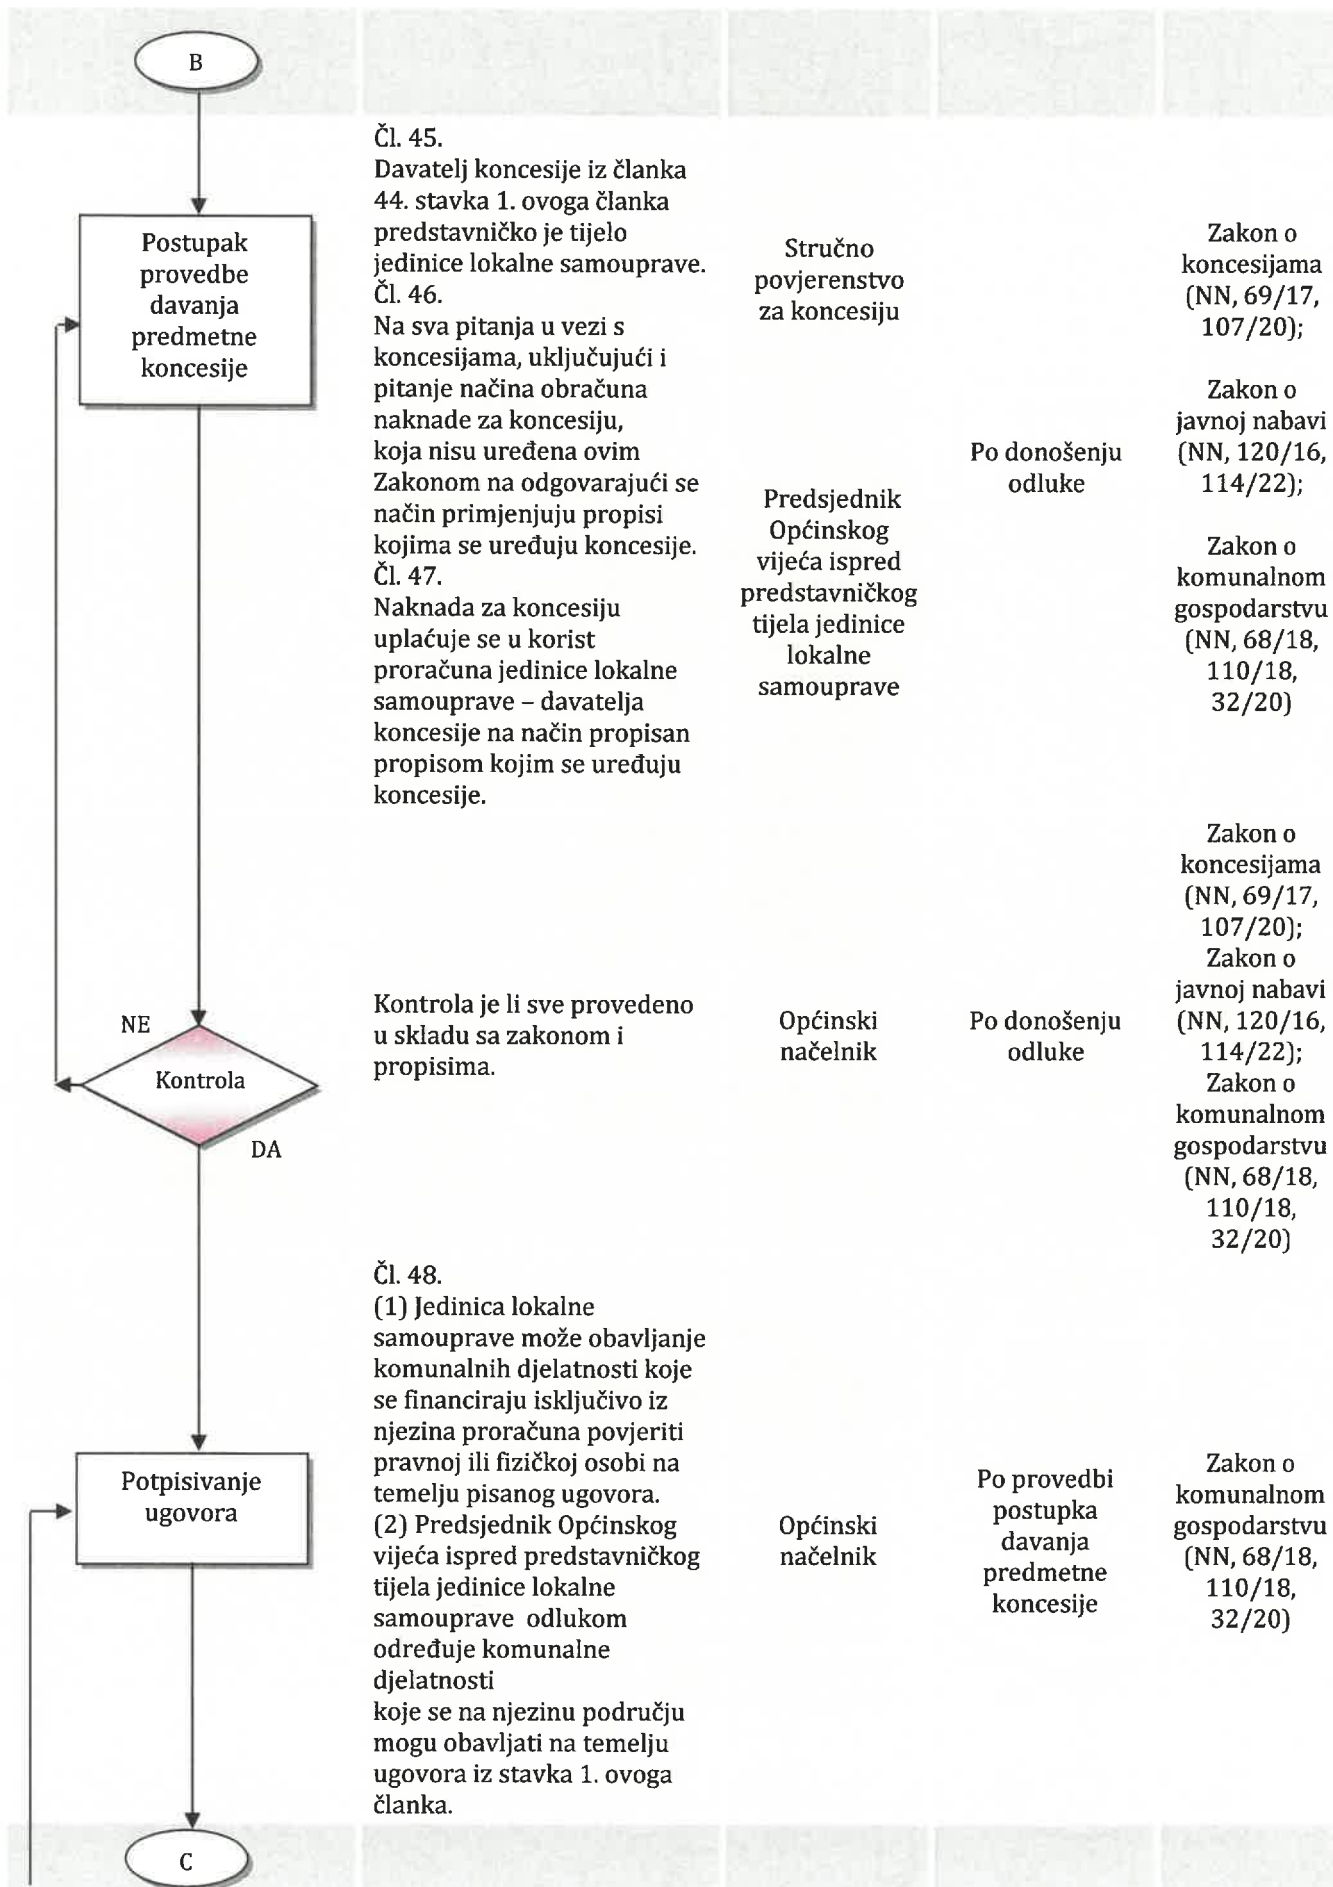 B
Postupak
provedbe
davanja
predmetne
koncesije
Čl. 45.
Davatelj koncesije iz članka
44. stavka 1. ovoga članka
predstavničko je tijelo
jedinice lokalne samouprave.
Čl. 46.
Na sva pitanja u vezi s
koncesijama, uključujući i
pitanje načina obračuna
naknade za koncesiju,
koja nisu uređena ovim
Zakonom na odgovarajući se
način primjenjuju propisi
kojima se uređuju koncesije.
Čl. 47.
Naknada za koncesiju
uplaćuje se u korist
proračuna jedinice lokalne
samouprave – davatelja
koncesije na način propisan
propisom kojim se uređuju
koncesije.
Stručno
povjerenstvo
za koncesiju
Predsjednik
Općinskog
vijeća ispred
predstavničkog
tijela jedinice
lokalne
samouprave
Po donošenju
odluke
Zakon o
koncesijama
(NN, 69/17,
107/20);
Zakon o
javnoj nabavi
(NN, 120/16,
114/22);
Zakon o
komunalnom
gospodarstvu
(NN, 68/18,
110/18,
32/20)
NE
Kontrola
DA
Kontrola je li sve provedeno
u skladu sa zakonom i
propisima.
Općinski
načelnik
Po donošenju
odluke
Zakon o
koncesijama
(NN, 69/17,
107/20);
Zakon o
javnoj nabavi
(NN, 120/16,
114/22);
Zakon o
komunalnom
gospodarstvu
(NN, 68/18,
110/18,
32/20)
Potpisivanje
ugovora
Čl. 48.
(1) Jedinica lokalne
samouprave može obavljanje
komunalnih djelatnosti koje
se financiraju isključivo iz
njezina proračuna povjeriti
pravnoj ili fizičkoj osobi na
temelju pisanog ugovora.
(2) Predsjednik Općinskog
vijeća ispred predstavničkog
tijela jedinice lokalne
samouprave odlukom
određuje komunalne
djelatnosti
koje se na njezinu području
mogu obavljati na temelju
ugovora iz stavka 1. ovoga
članka.
Općinski
načelnik
Po provedbi
postupka
davanja
predmetne
koncesije
Zakon o
komunalnom
gospodarstvu
(NN, 68/18,
110/18,
32/20)
C